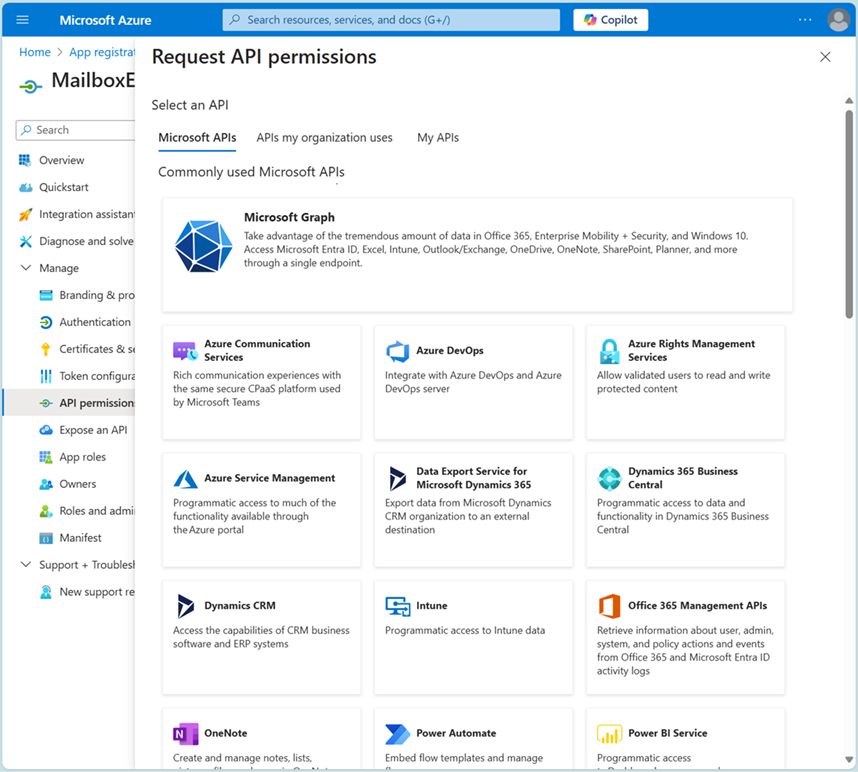 Microsoft Azure
Search resources, services, and docs (G+/)
Copilot
Home > App registrat
MailboxE
Search
Overview
Quickstart
Integration assistant
Diagnose and solve
Manage
Branding & pro
Authentication
Certificates & se
Token configura
API permissions
Expose an API
App roles
Owners
Roles and admi
Manifest
Support + Troublesh
New support re
Request API permissions
Select an API
Microsoft APIs
APIs my organization uses
My APIs
Commonly used Microsoft APIs
Microsoft Graph
Take advantage of the tremendous amount of data in Office 365, Enterprise Mobility + Security, and Windows 10.
Access Microsoft Entra ID, Excel, Intune, Outlook/Exchange, OneDrive, OneNote, SharePoint, Planner, and more
through a single endpoint.
Azure Communication
Services
Rich communication experiences with
the same secure CPaaS platform used
by Microsoft Teams
Azure DevOps
Integrate with Azure DevOps and Azure
DevOps server
Azure Rights Management
Services
Allow validated users to read and write
protected content
Azure Service Management
Programmatic access to much of the
functionality available through
the Azure portal
Data Export Service for
Microsoft Dynamics 365
Export data from Microsoft Dynamics
CRM organization to an external
destination
Dynamics 365 Business
Central
Programmatic access to data and
functionality in Dynamics 365 Business
Central
Dynamics CRM
Access the capabilities of CRM business
software and ERP systems
Intune
Programmatic access to Intune data
Office 365 Management APIs
Retrieve information about user, admin,
system, and policy actions and events
from Office 365 and Microsoft Entra ID
activity logs
OneNote
Create and manage notes, lists,
Power Automate
Embed flow templates and manage
Power BI Service
Programmatic access